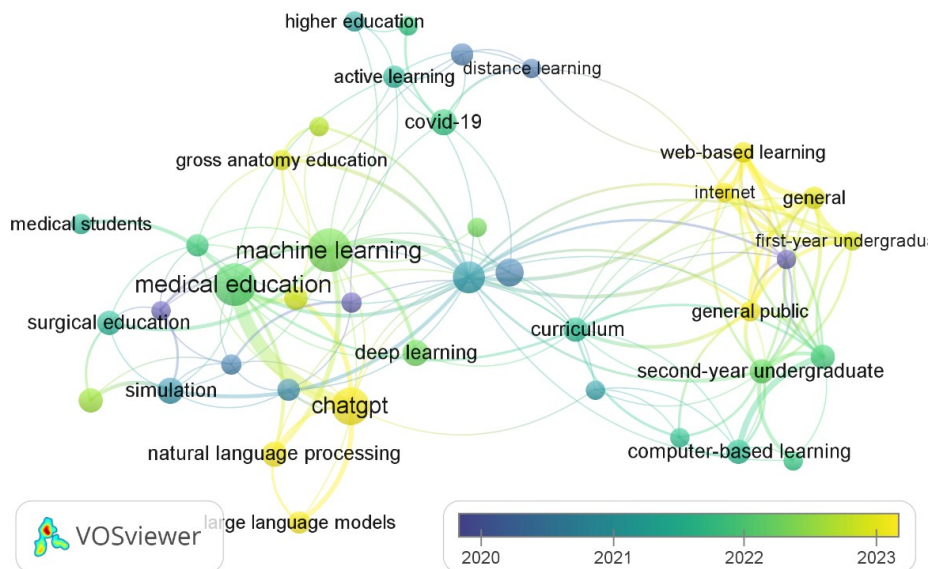 higher education
active learning
distance learning
covid-19
web-based learning
gross anatomy education
internet
general
medical students
machine learning
first-year undergradu
medical education
general public
surgical education
curriculum
deep learning
second-year undergraduate
simulation
chatgpt
natural language processing
computer-based learning
large language models
VOSviewer
2020 2021 2022 2023